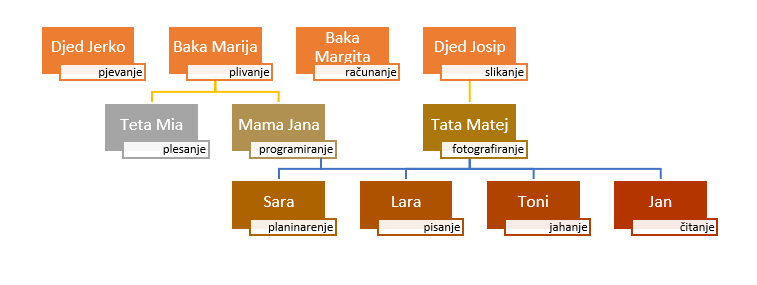 Djed Jerko
pjevanje
Baka Marija
plivanje
Baka
Margita
računanje
Djed Josip
slikanje
Teta Mia
plesanje
Mama Jana
programiranje
Tata Matej
fotografiranje
Sara
planinarenje
Lara
pisanje
Toni
jahanje
Jan
čitanje